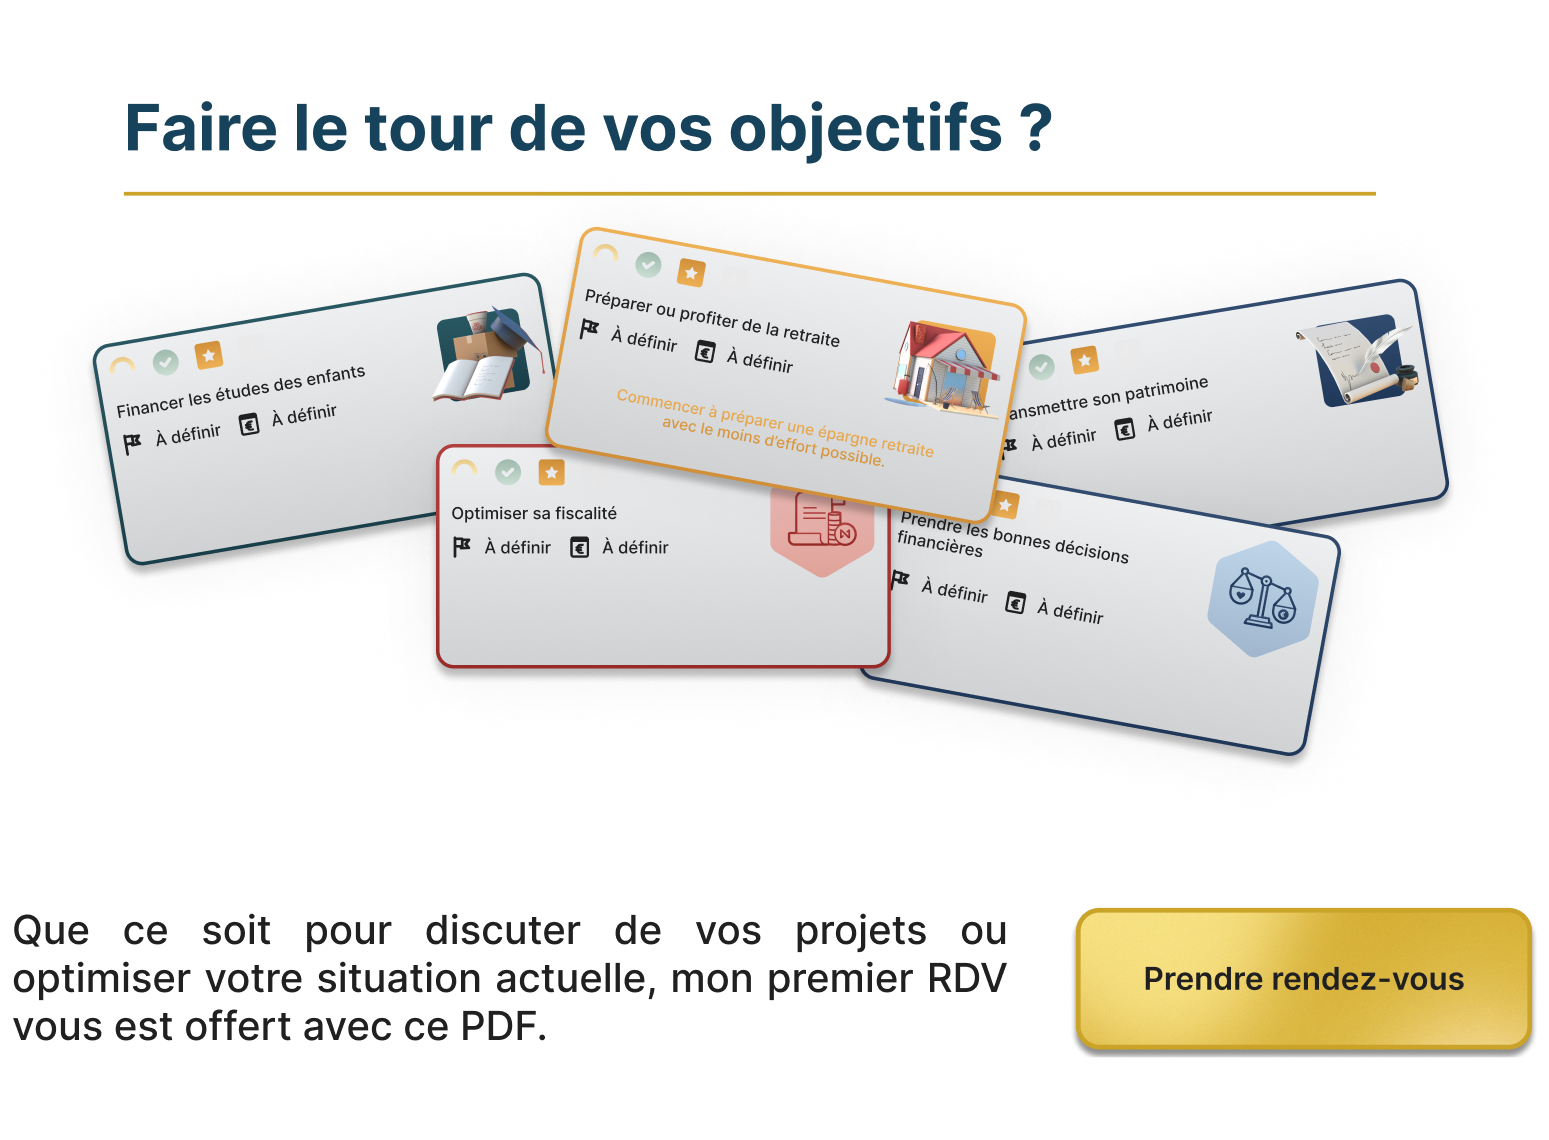 Faire le tour de vos objectifs ?
Financer les études des enfants
À définir À définir
Préparer ou profiter de la retraite
À définir À définir
Commencer à préparer une épargne retraite
avec le moins d'effort possible.
ansmettre son patrimoine
À définir À définir
Optimiser sa fiscalité
À définir À définir
Prendre les bonnes décisions
financières
À définir À définir
Que ce soit pour discuter de vos projets ou
optimiser votre situation actuelle, mon premier RDV
vous est offert avec ce PDF.
Prendre rendez-vous